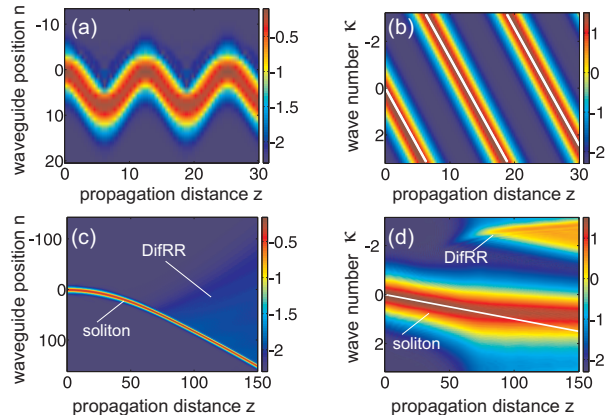 (a)
waveguide position n
-10
0
10
20
0
10
20
30
propagation distance z
-0.5
-1
-1.5
-2
(b)
wave number κ
-2
0
2
0
10
20
30
propagation distance z
1
0
-1
-2
(c)
waveguide position n
-100
0
100
DifRR
soliton
0
50
100
150
propagation distance z
-0.5
-1
-1.5
-2
(d)
wave number κ
-2
0
2
DifRR
soliton
0
50
100
150
propagation distance z
1
0
-1
-2